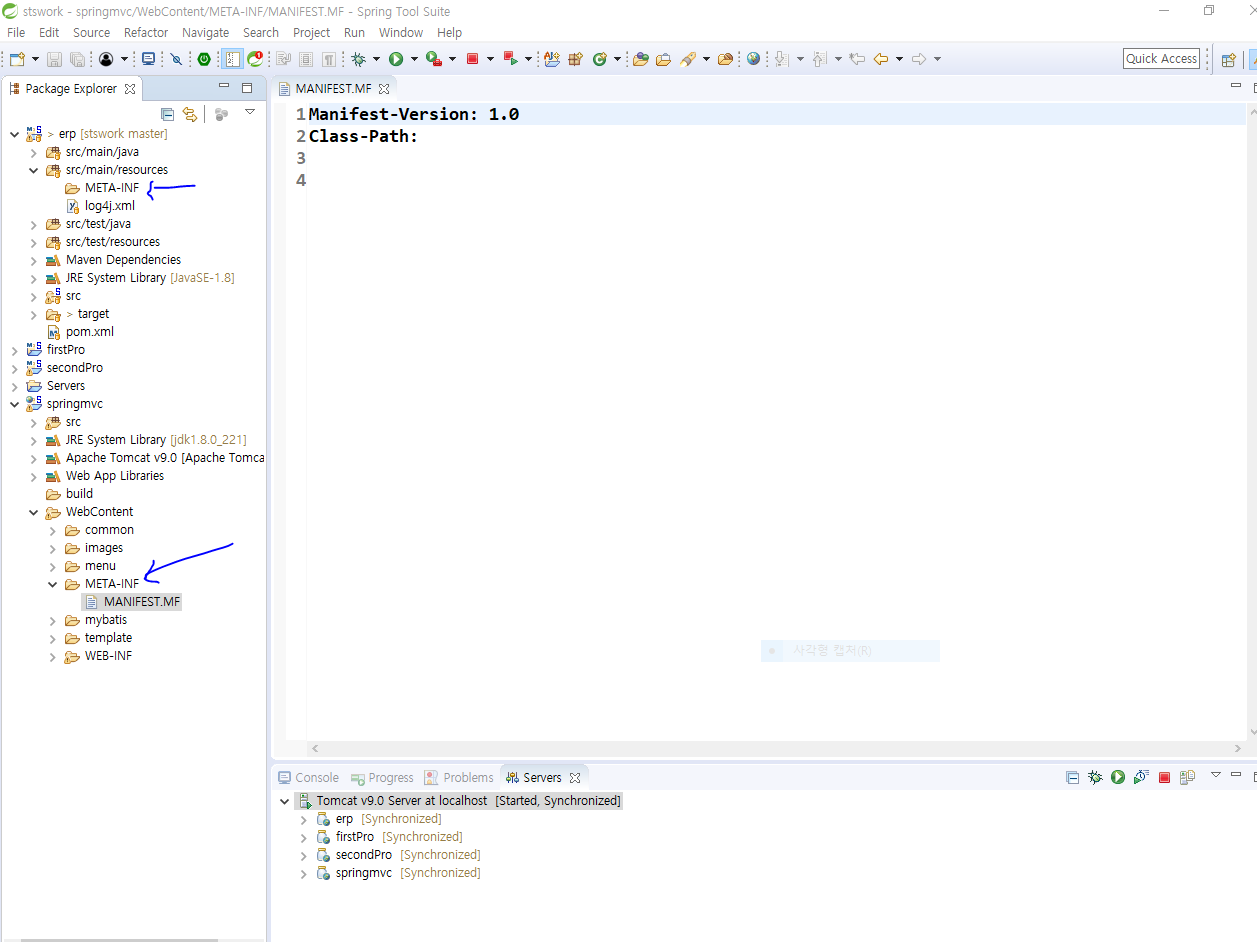 stswork - springmvc/WebContent/META-INF/MANIFEST.MF - Spring Tool Suite
File Edit Source Refactor Navigate Search Project Run Window Help
Quick Access
Package Explorer
> erp [stswork master]
src/main/java
src/main/resources
META-INF
log4j.xml
src/test/java
src/test/resources
Maven Dependencies
JRE System Library [JavaSE-1.8]
src
> target
pom.xml
firstPro
secondPro
Servers
springmvc
src
JRE System Library [jdk1.8.0_221]
Apache Tomcat v9.0 [Apache Tomca
Web App Libraries
build
WebContent
common
images
menu
META-INF
MANIFEST.MF
mybatis
template
WEB-INF
MANIFEST.MF
1 Manifest-Version: 1.0
2 Class-Path:
3
4
사각형 캡처(R)
Console Progress Problems Servers
Tomcat v9.0 Server at localhost [Started, Synchronized]
erp [Synchronized]
firstPro [Synchronized]
secondPro [Synchronized]
springmvc [Synchronized]